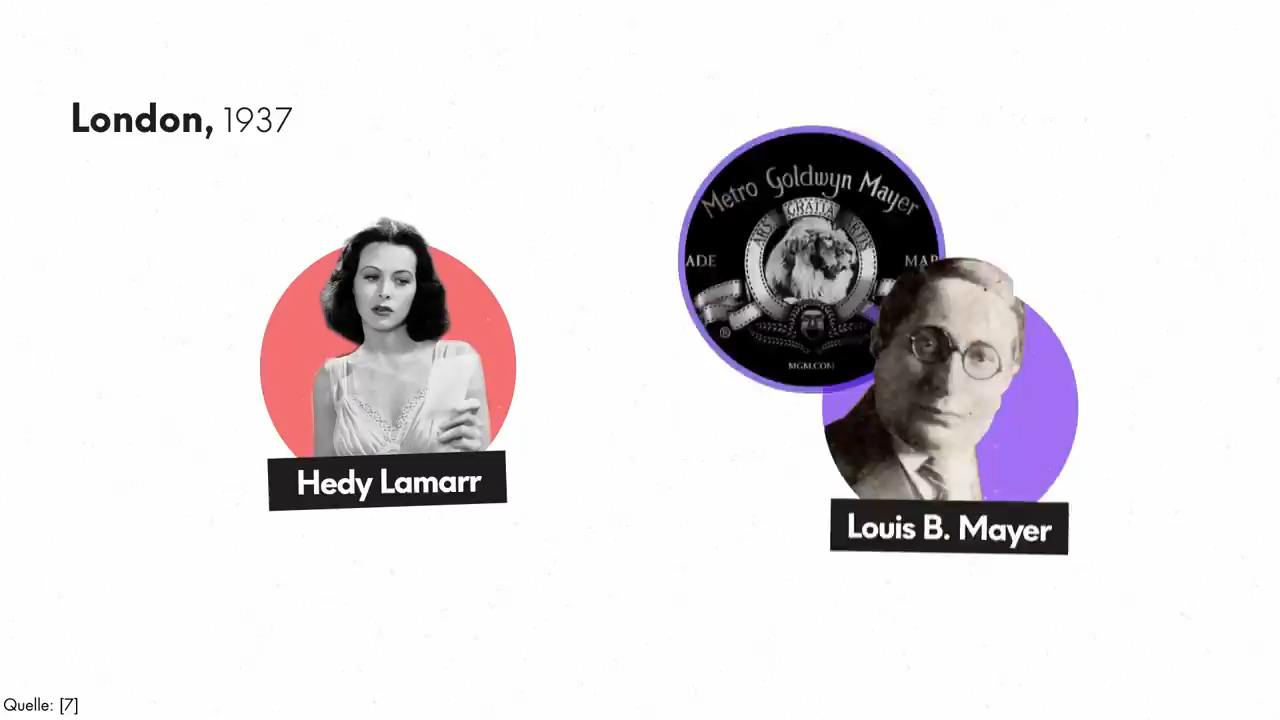 London, 1937
Metro Goldwyn Mayer
ARS GRATIA ARTIS
ADE MAR
®
MGM.COM
Hedy Lamarr
Louis B. Mayer
Quelle: [7]